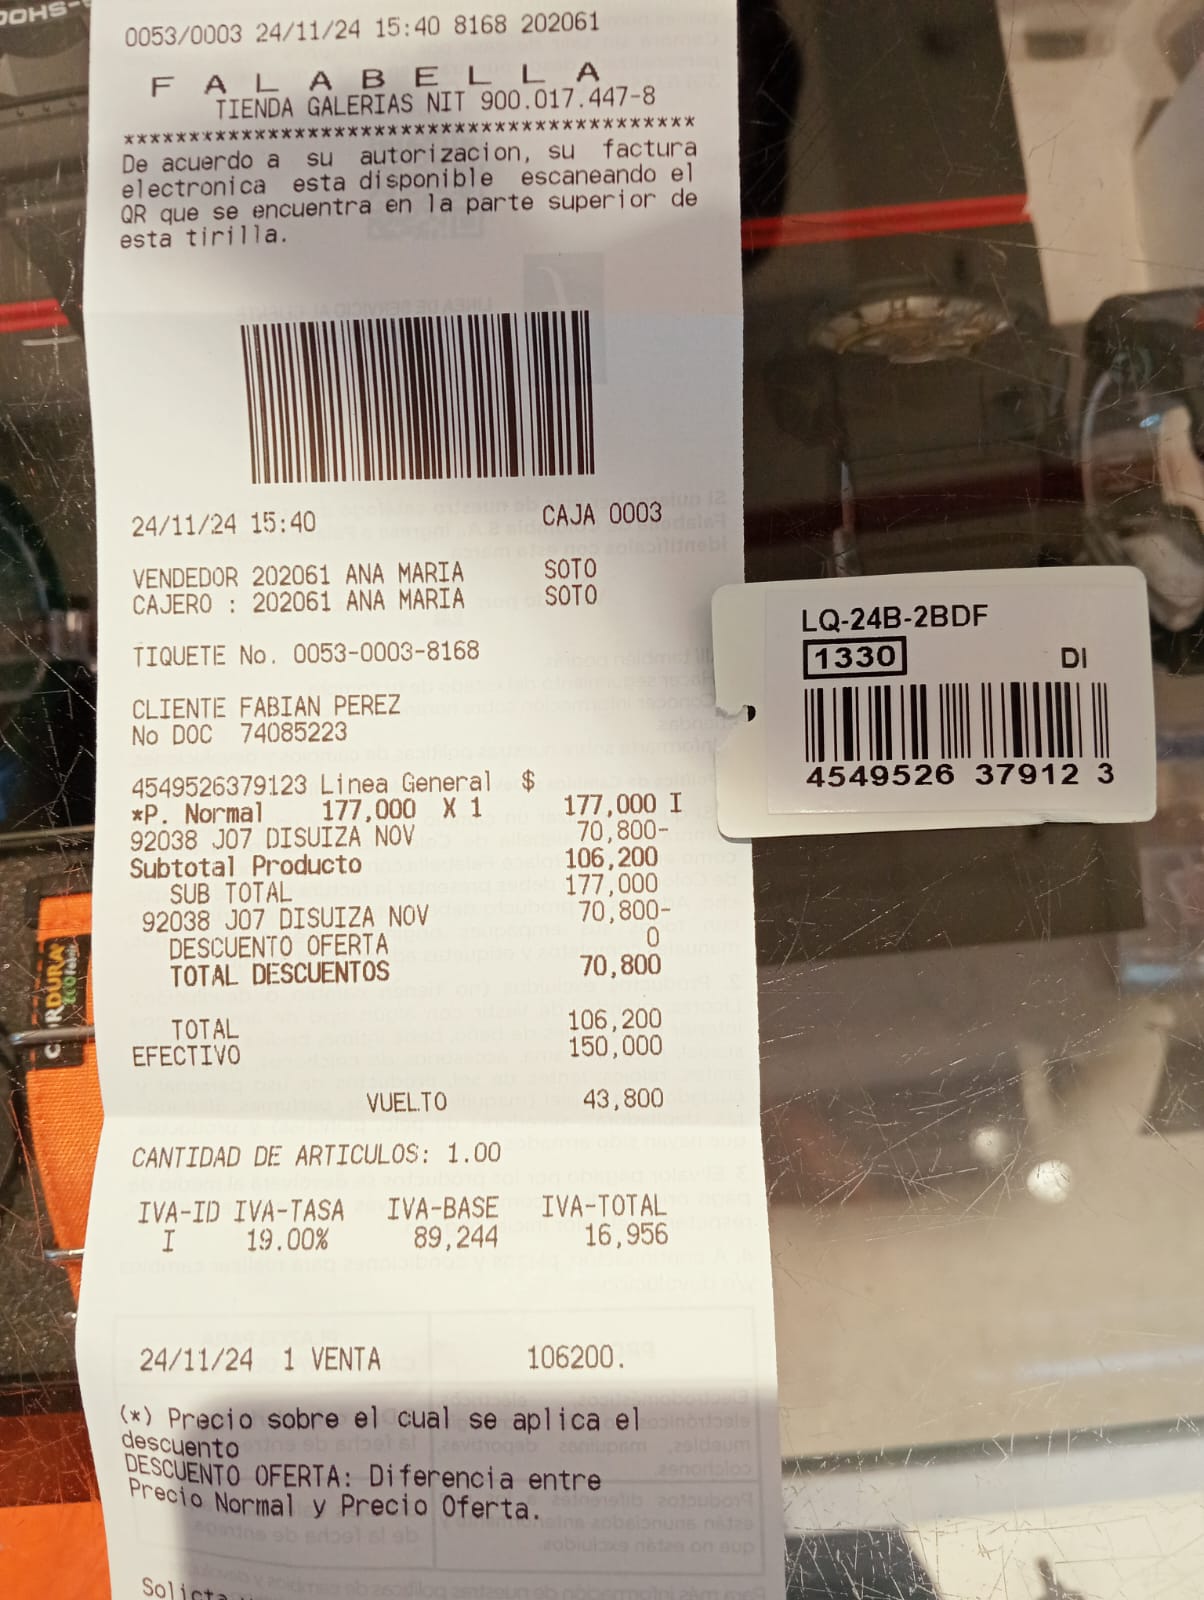 0053/0003 24/11/24 15:40 8168 202061
F A L A B E L L A
TIENDA GALERIAS NIT 900.017.447-8
********************************************
De acuerdo a su autorizacion, su factura
electronica esta disponible escaneando el
QR que se encuentra en la parte superior de
esta tirilla.
24/11/24 15:40 CAJA 0003
VENDEDOR 202061 ANA MARIA SOTO
CAJERO : 202061 ANA MARIA SOTO
TIQUETE No. 0053-0003-8168
CLIENTE FABIAN PEREZ
No DOC 74085223
4549526379123 Linea General $
*P. Normal 177,000 X 1 177,000 I
92038 J07 DISUIZA NOV 70,800-
Subtotal Producto 106,200
SUB TOTAL 177,000
92038 J07 DISUIZA NOV 70,800-
DESCUENTO OFERTA 0
TOTAL DESCUENTOS 70,800
TOTAL 106,200
EFECTIVO 150,000
VUELTO 43,800
CANTIDAD DE ARTICULOS: 1.00
IVA-ID IVA-TASA IVA-BASE IVA-TOTAL
I 19.00% 89,244 16,956
24/11/24 1 VENTA 106200.
(*) Precio sobre el cual se aplica el
descuento
DESCUENTO OFERTA: Diferencia entre
Precio Normal y Precio Oferta.
LQ-24B-2BDF
1330 DI
4549526 37912 3
CORDURA